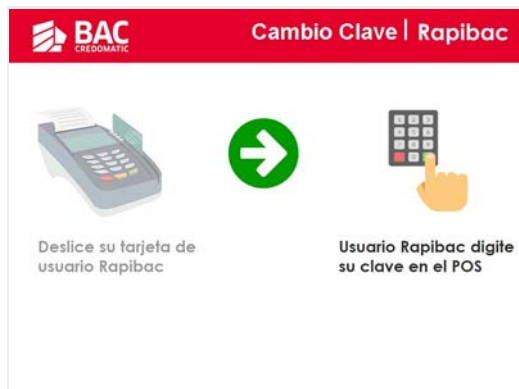 BAC
CREDOMATIC
Cambio Clave | Rapibac
Deslice su tarjeta de
usuario Rapibac
Usuario Rapibac digite
su clave en el POS